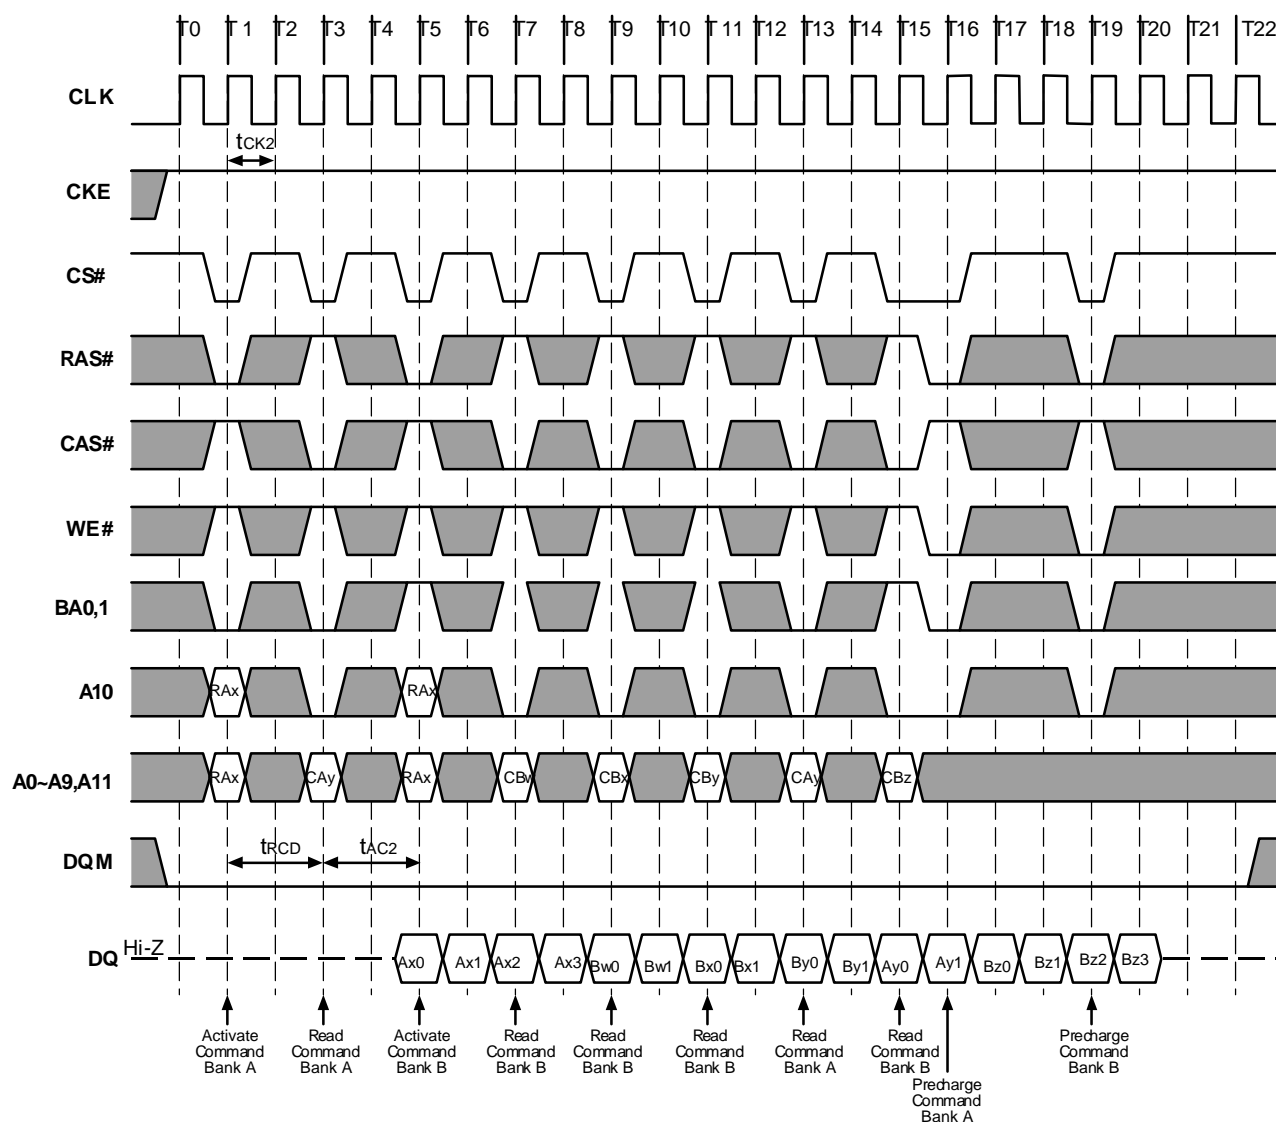 T0 T1 T2 T3 T4 T5 T6 T7 T8 T9 T10 T11 T12 T13 T14 T15 T16 T17 T18 T19 T20 T21 T22
CLK
tCK2
CKE
CS#
RAS#
CAS#
WE#
BA0,1
A10
RAx RAx
A0~A9,A11
RAx CAy RAx CBw CBx CBy CAy CBz
DQM
tRCD tAC2
DQ Hi-Z
Ax0 Ax1 Ax2 Ax3 Bw0 Bw1 Bx0 Bx1 By0 By1 Ay0 Ay1 Bz0 Bz1 Bz2 Bz3
Activate
Command
Bank A
Read
Command
Bank A
Activate
Command
Bank B
Read
Command
Bank B
Read
Command
Bank B
Read
Command
Bank B
Read
Command
Bank A
Read
Command
Bank B
Precharge
Command
Bank A
Precharge
Command
Bank B